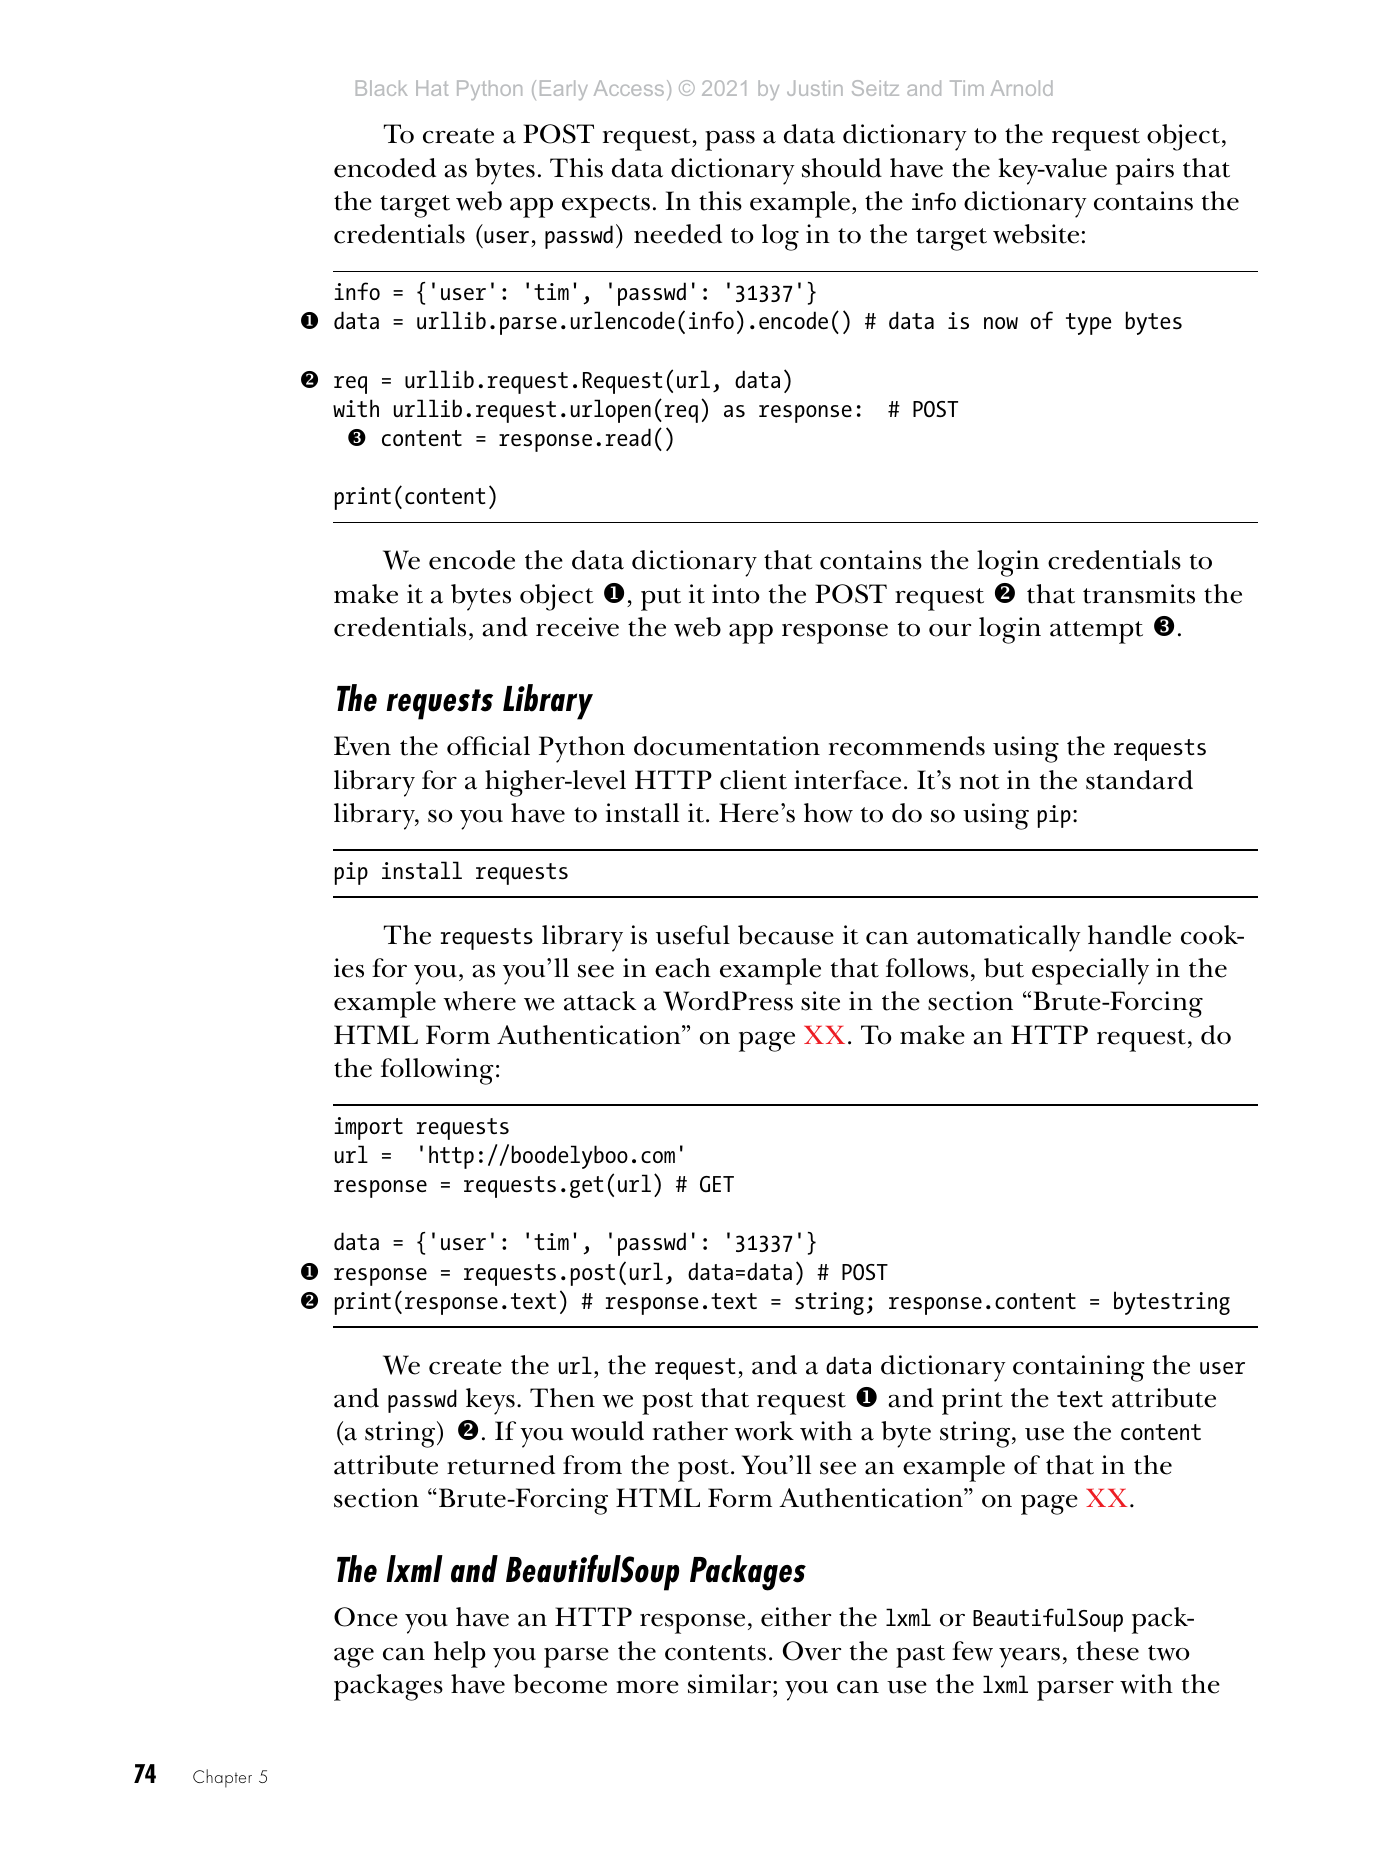 Black Hat Python (Early Access) © 2021 by Justin Seitz and Tim Arnold
To create a POST request, pass a data dictionary to the request object,
encoded as bytes. This data dictionary should have the key-value pairs that
the target web app expects. In this example, the info dictionary contains the
credentials (user, passwd) needed to log in to the target website:
info = {'user': 'tim', 'passwd': '31337'}
❶ data = urllib.parse.urlencode(info).encode() # data is now of type bytes
❷ req = urllib.request.Request(url, data)
with urllib.request.urlopen(req) as response:  # POST
❸ content = response.read()
print(content)
We encode the data dictionary that contains the login credentials to
make it a bytes object ❶, put it into the POST request ❷ that transmits the
credentials, and receive the web app response to our login attempt ❸.
The requests Library
Even the official Python documentation recommends using the requests
library for a higher-level HTTP client interface. It’s not in the standard
library, so you have to install it. Here’s how to do so using pip:
pip install requests
The requests library is useful because it can automatically handle cook-
ies for you, as you’ll see in each example that follows, but especially in the
example where we attack a WordPress site in the section “Brute-Forcing
HTML Form Authentication” on page XX. To make an HTTP request, do
the following:
import requests
url =  'http://boodelyboo.com'
response = requests.get(url) # GET
data = {'user': 'tim', 'passwd': '31337'}
❶ response = requests.post(url, data=data) # POST
❷ print(response.text) # response.text = string; response.content = bytestring
We create the url, the request, and a data dictionary containing the user
and passwd keys. Then we post that request ❶ and print the text attribute
(a string) ❷. If you would rather work with a byte string, use the content
attribute returned from the post. You’ll see an example of that in the
section “Brute-Forcing HTML Form Authentication” on page XX.
The lxml and BeautifulSoup Packages
Once you have an HTTP response, either the lxml or BeautifulSoup pack-
age can help you parse the contents. Over the past few years, these two
packages have become more similar; you can use the lxml parser with the
74 Chapter 5